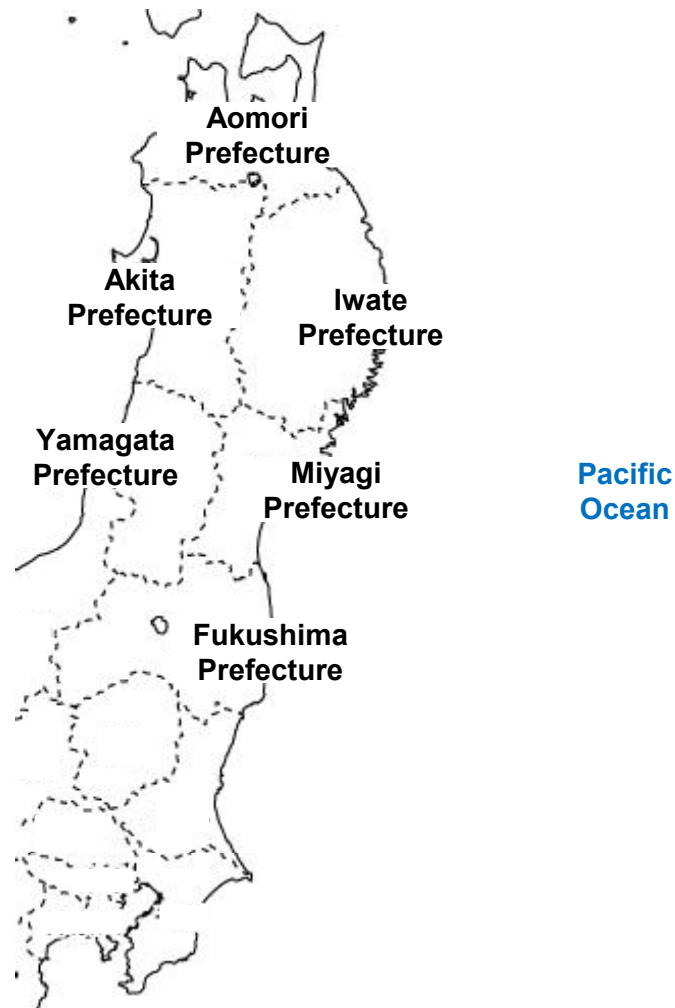 Aomori
Prefecture
Akita
Prefecture
Iwate
Prefecture
Yamagata
Prefecture
Miyagi
Prefecture
Pacific
Ocean
Fukushima
Prefecture